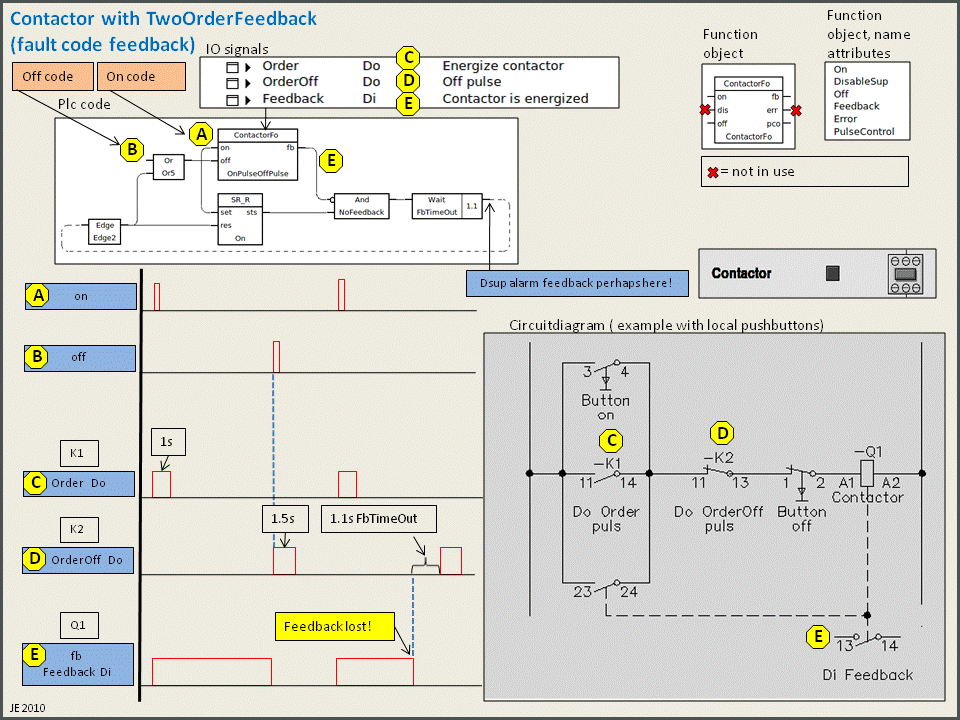 Contactor with TwoOrderFeedback
(fault code feedback)
IO signals
Order Do C Energize contactor
OrderOff Do D Off pulse
Feedback Di E Contactor is energized
Function
object
ContactorFo
on fb
dis err
off pco
ContactorFo
Function
object, name
attributes
On
DisableSup
Off
Feedback
Error
PulseControl
= not in use
Off code
On code
Plc code
A
B
ContactorFo
on fb
off
OnPulseOffPulse
E
Or
Or5
SR_R
set sts
res
On
Edge
Edge2
And
NoFeedback
Wait
FbTimeOut
1.1
Dsup alarm feedback perhaps here!
Contactor
A on
B off
K1
1s
C Order Do
K2
1.5s
1.1s FbTimeOut
D OrderOff Do
Q1
Feedback lost!
E fb
Feedback Di
Circuitdiagram ( example with local pushbuttons)
3 4
Button
on
C
-K1
11 14
Do Order
puls
D
-K2
11 13
Do OrderOff
puls
1 2
Button
off
-Q1
A1 A2
Contactor
23 24
E
13 14
Di Feedback
JE 2010